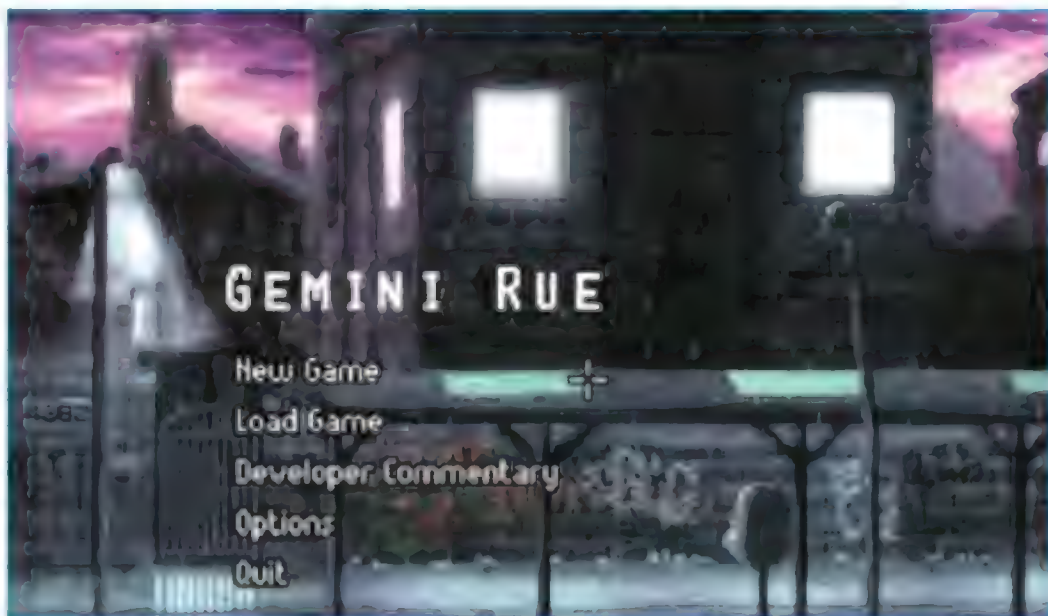 GEMINI RUE
New Game
Load Game
Developer Commentary
Options
Quit